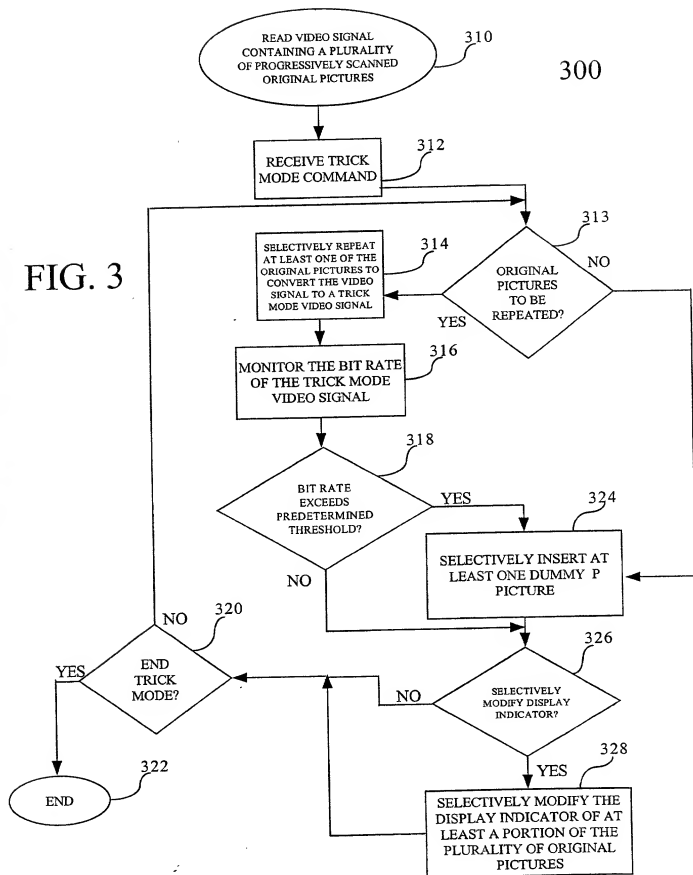 READ VIDEO SIGNAL
CONTAINING A PLURALITY
OF PROGRESSIVELY SCANNED
ORIGINAL PICTURES
310
300
312
RECEIVE TRICK
MODE COMMAND
313
FIG. 3
314
SELECTIVELY REPEAT
AT LEAST ONE OF THE
ORIGINAL PICTURES TO
CONVERT THE VIDEO
SIGNAL TO A TRICK
MODE VIDEO SIGNAL
ORIGINAL
PICTURES
TO BE
REPEATED?
NO
YES
316
MONITOR THE BIT RATE
OF THE TRICK MODE
VIDEO SIGNAL
318
BIT RATE
EXCEEDS
PREDETERMINED
THRESHOLD?
YES
324
SELECTIVELY INSERT AT
LEAST ONE DUMMY P
PICTURE
NO
NO
320
326
YES
END
TRICK
MODE?
NO
SELECTIVELY
MODIFY DISPLAY
INDICATOR?
322
END
YES
328
SELECTIVELY MODIFY THE
DISPLAY INDICATOR OF AT
LEAST A PORTION OF THE
PLURALITY OF ORIGINAL
PICTURES